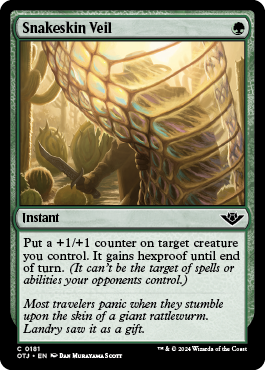 Snakeskin Veil
Instant
Put a +1/+1 counter on target creature
you control. It gains hexproof until end
of turn. (It can't be the target of spells or
abilities your opponents control.)
Most travelers panic when they stumble
upon the skin of a giant rattlewurm.
Landry saw it as a gift.
C 0181
OTJ • EN Dan Murayama Scott
™ & © 2024 Wizards of the Coast